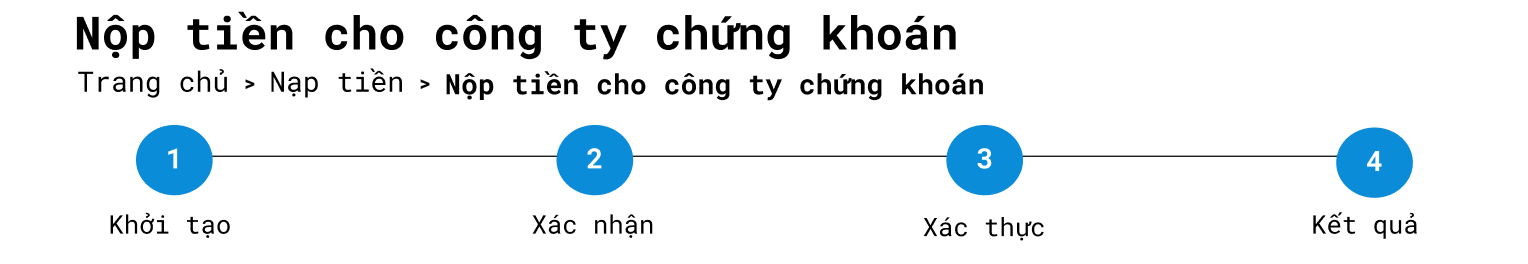 Nộp tiền cho công ty chứng khoán
Trang chủ > Nạp tiền > Nộp tiền cho công ty chứng khoán
1 2 3 4
Khởi tạo Xác nhận Xác thực Kết quả